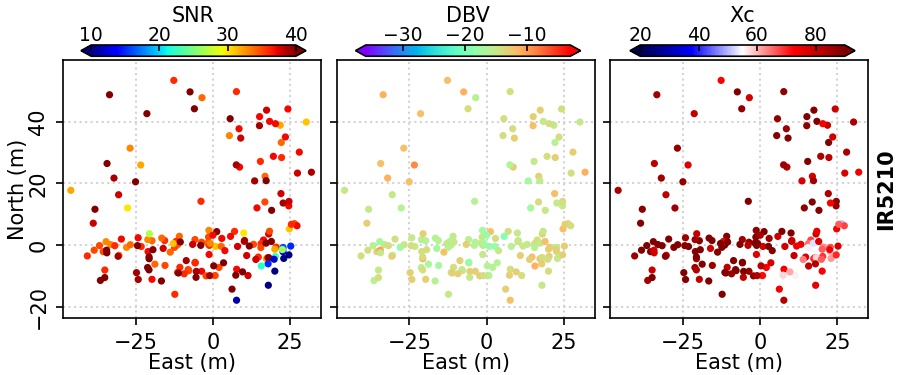 SNR DBV Xc
10 20 30 40 −30 −20 −10 20 40 60 80
North (m)
40
20
0
−20
−25 0 25 −25 0 25 −25 0 25
East (m) East (m) East (m)
IR5210